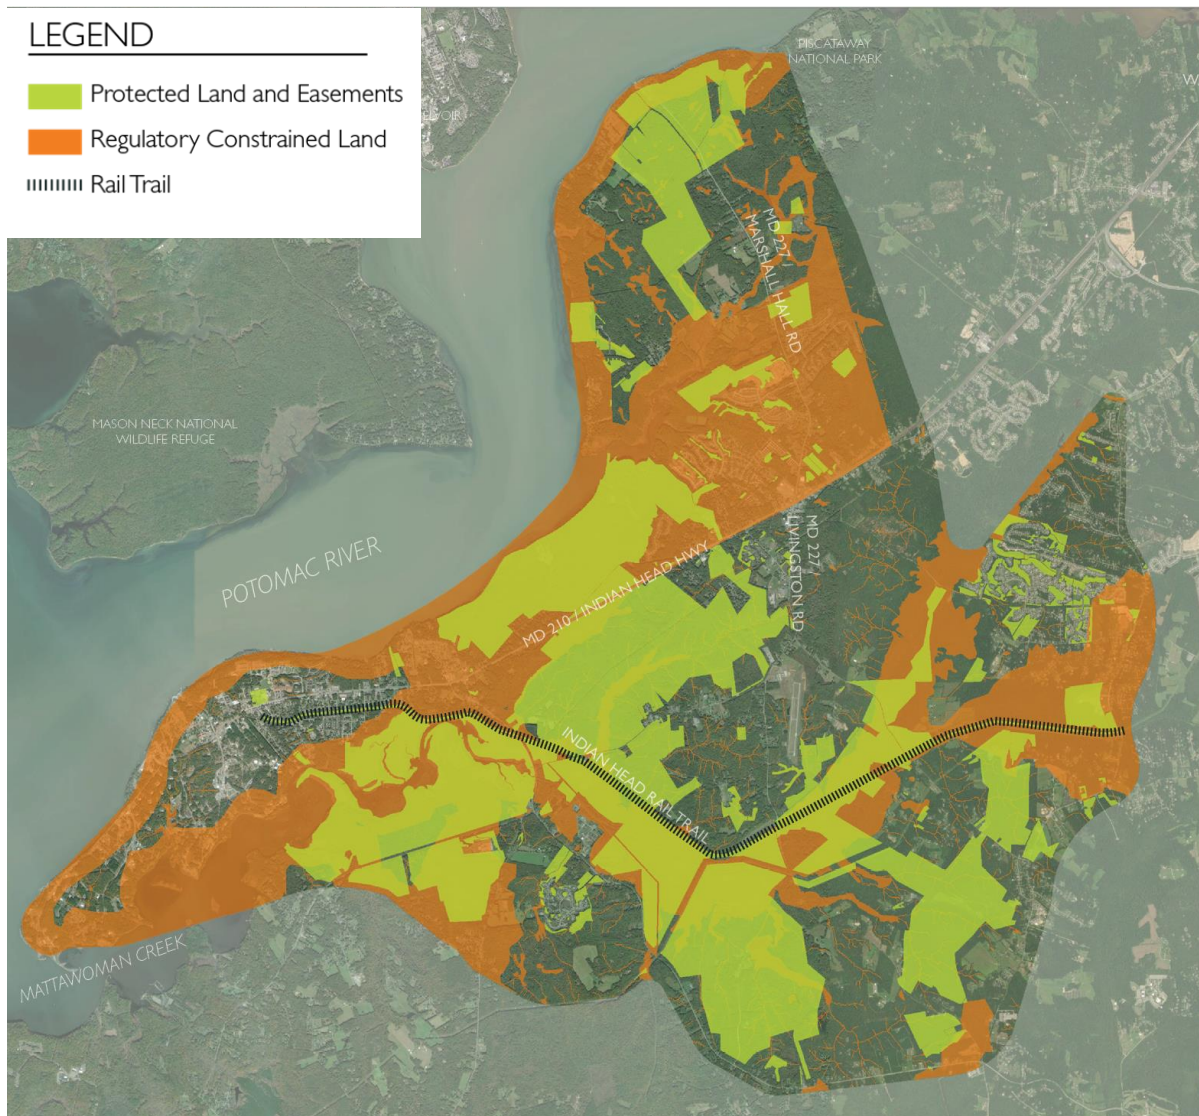 LEGEND
Protected Land and Easements
Regulatory Constrained Land
Rail Trail
PISCATAWAY
NATIONAL PARK
MD 227 /
MARSHALL HALL RD
MASON NECK NATIONAL
WILDLIFE REFUGE
POTOMAC RIVER
MD 210 / INDIAN HEAD HWY
MD 227 /
LIVINGSTON RD
INDIAN HEAD RAIL TRAIL
MATTAWOMAN CREEK